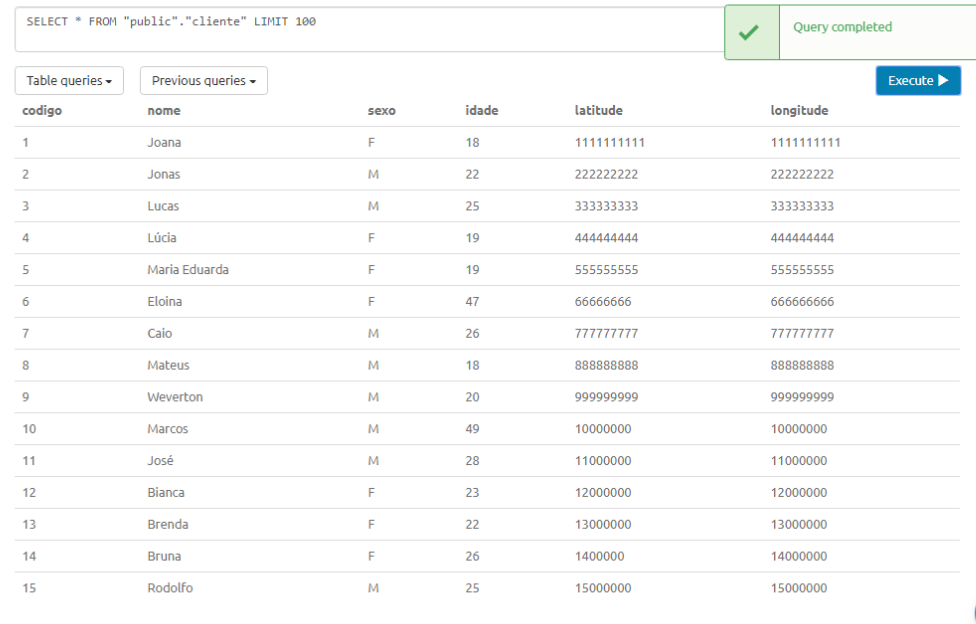 SELECT * FROM "public"."cliente" LIMIT 100
Query completed
Table queries Previous queries Execute
codigo nome sexo idade latitude longitude
1 Joana F 18 1111111111 1111111111
2 Jonas M 22 222222222 222222222
3 Lucas M 25 333333333 333333333
4 Lúcia F 19 444444444 444444444
5 Maria Eduarda F 19 555555555 555555555
6 Eloina F 47 66666666 666666666
7 Caio M 26 777777777 777777777
8 Mateus M 18 888888888 888888888
9 Weverton M 20 999999999 999999999
10 Marcos M 49 10000000 10000000
11 José M 28 11000000 11000000
12 Bianca F 23 12000000 12000000
13 Brenda F 22 13000000 13000000
14 Bruna F 26 1400000 14000000
15 Rodolfo M 25 15000000 15000000